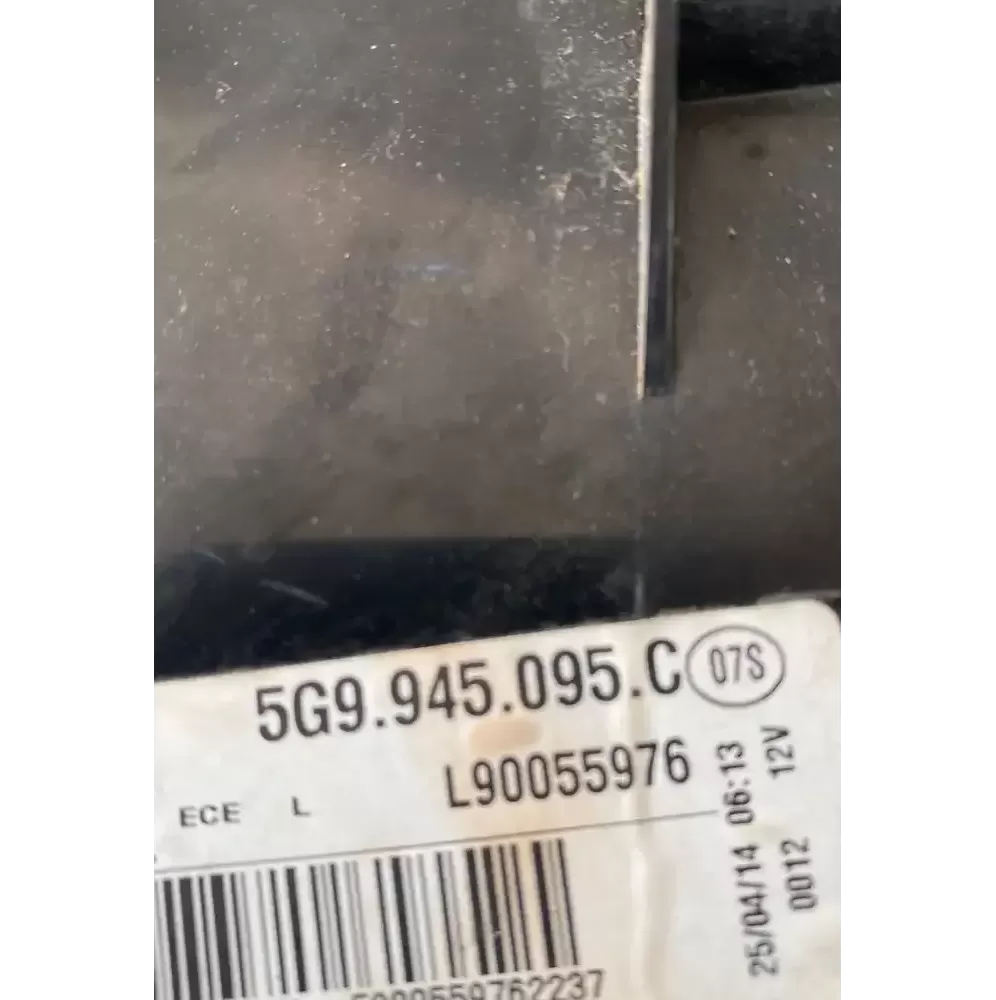 5G9.945.095.C 07S
L90055976
ECE L
25/04/14 06:13
0012 12V